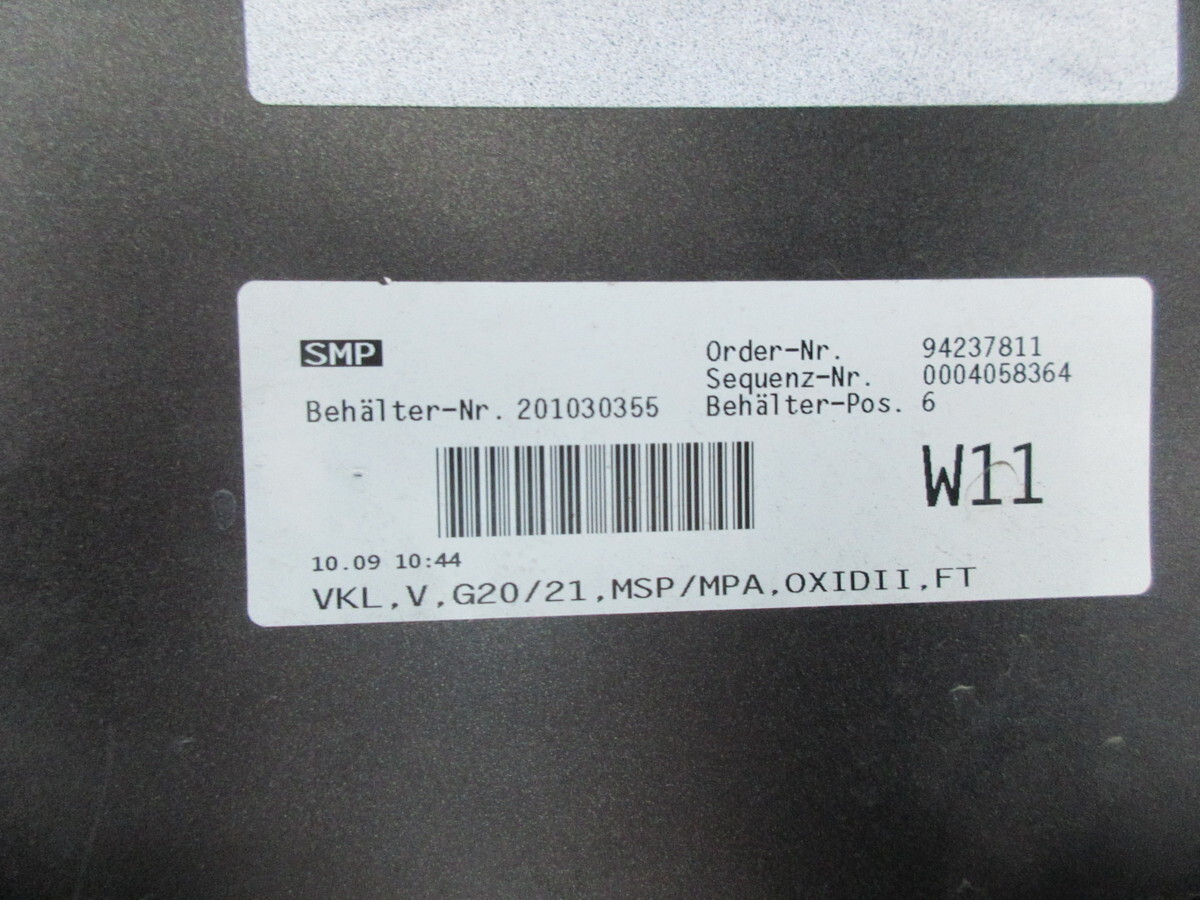 SMP
Order-Nr. 94237811
Sequenz-Nr. 0004058364
Behälter-Nr. 201030355 Behälter-Pos. 6
W11
10.09 10:44
VKL,V,G20/21,MSP/MPA,OXIDII,FT